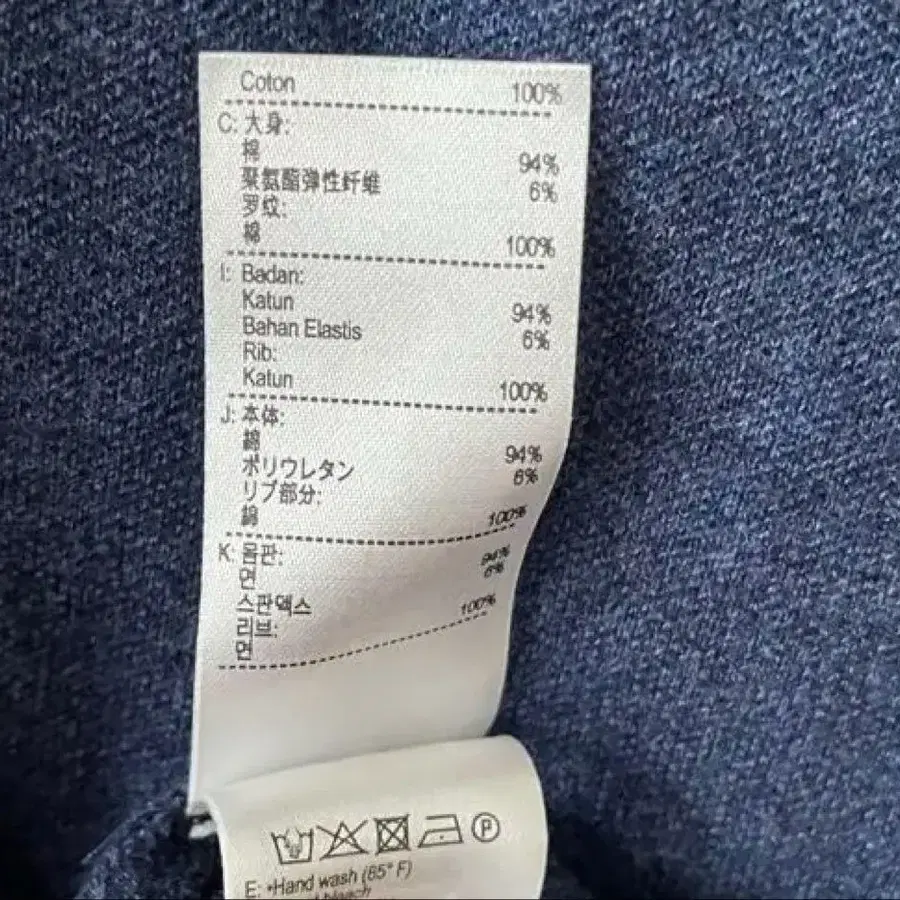 Coton 100%
C: 大身:
棉 94%
聚氨酯弹性纤维 6%
罗纹:
棉 100%
I: Badan:
Katun 94%
Bahan Elastis 6%
Rib:
Katun 100%
J: 本体:
綿 94%
ポリウレタン 6%
リブ部分:
綿 100%
K: 몸판:
면 94%
스판덱스 6%
리브:
면 100%
P
E: •Hand wash (85° F)
bleach